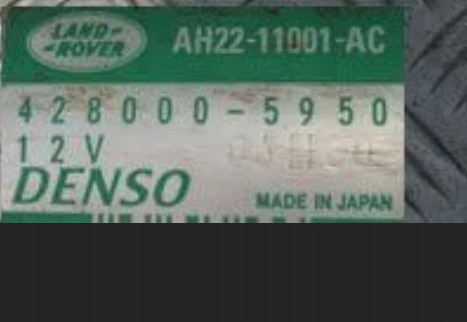 LAND-
-ROVER
AH22-11001-AC
428000-5950
12V
DENSO
MADE IN JAPAN